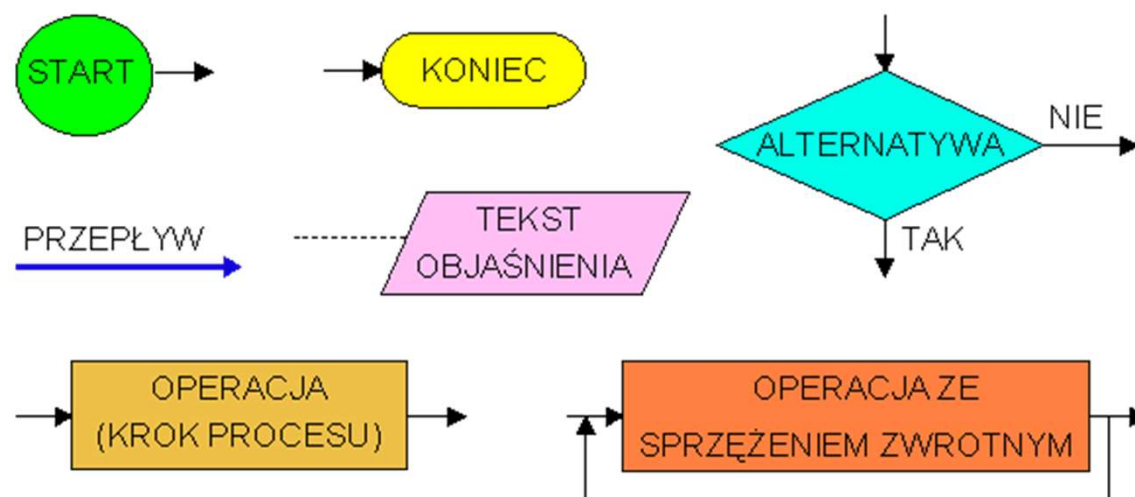 START
KONIEC
ALTERNATYWA
NIE
TAK
PRZEPŁYW
TEKST
OBJAŚNIENIA
OPERACJA
(KROK PROCESU)
OPERACJA ZE
SPRZĘŻENIEM ZWROTNYM